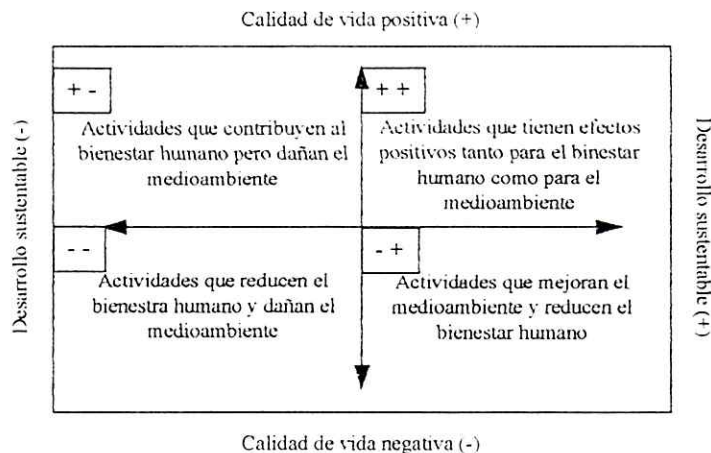 Calidad de vida positiva (+)
+ -
Actividades que contribuyen al
bienestar humano pero dañan el
medioambiente
+ +
Actividades que tienen efectos
positivos tanto para el binestar
humano como para el
medioambiente
Desarrollo sustentable (-)
Desarrollo sustentable (+)
- -
Actividades que reducen el
bienestra humano y dañan el
medioambiente
- +
Actividades que mejoran el
medioambiente y reducen el
bienestar humano
Calidad de vida negativa (-)